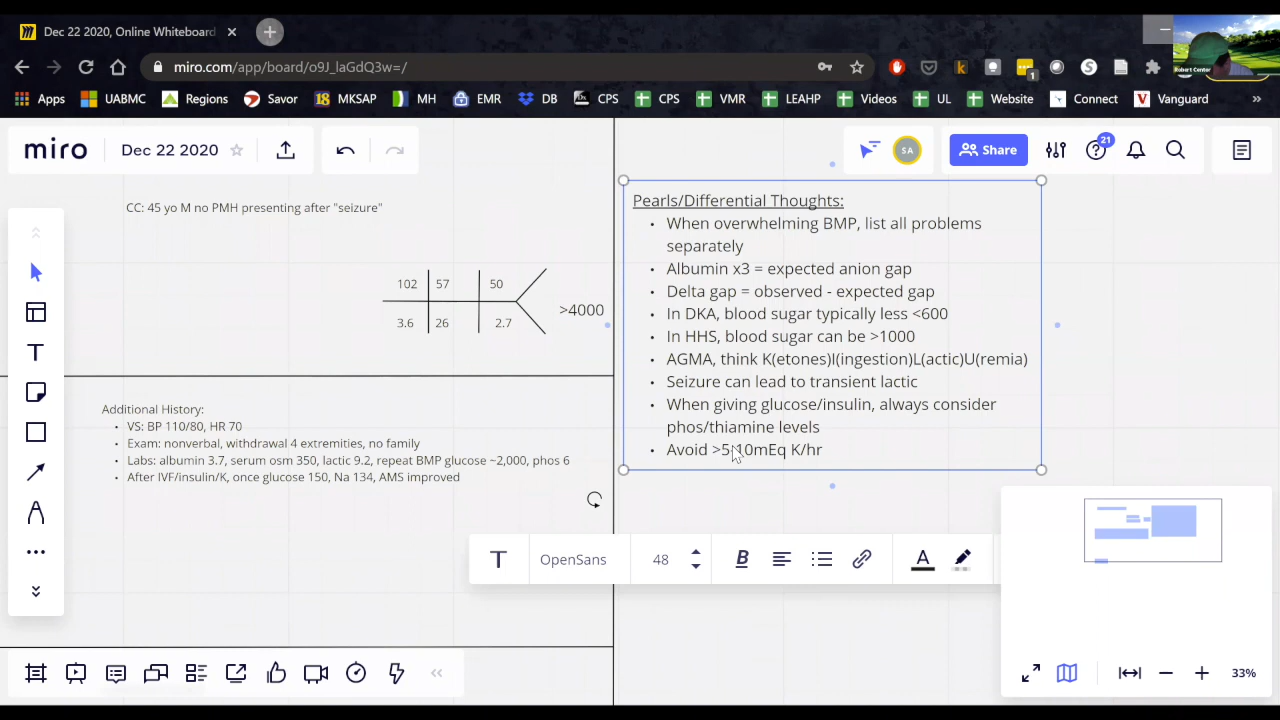 Dec 22 2020, Online Whiteboard
miro.com/app/board/o9J_laGdQ3w=/
1
Robert Centor
Apps UABMC Regions Savor 18 MKSAP MH EMR DB CPS CPS VMR LEAHP Videos UL Website Connect Vanguard »
miro Dec 22 2020
SA Share 21
CC: 45 yo M no PMH presenting after "seizure"
102 57 50
>4000
3.6 26 2.7
Pearls/Differential Thoughts:
• When overwhelming BMP, list all problems
separately
• Albumin x3 = expected anion gap
• Delta gap = observed - expected gap
• In DKA, blood sugar typically less <600
• In HHS, blood sugar can be >1000
• AGMA, think K(etones)I(ingestion)L(actic)U(remia)
• Seizure can lead to transient lactic
• When giving glucose/insulin, always consider
phos/thiamine levels
• Avoid >5-10mEq K/hr
Additional History:
• VS: BP 110/80, HR 70
• Exam: nonverbal, withdrawal 4 extremities, no family
• Labs: albumin 3.7, serum osm 350, lactic 9.2, repeat BMP glucose ~2,000, phos 6
• After IVF/insulin/K, once glucose 150, Na 134, AMS improved
T OpenSans 48 B A
33%